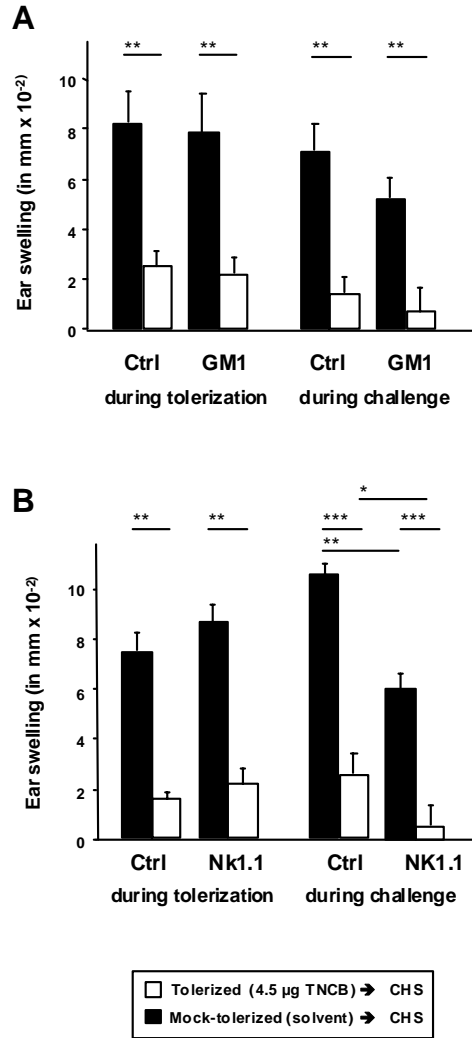 A
** ** ** **
Ear swelling (in mm x 10⁻²)
10
8
6
4
2
0
Ctrl GM1 Ctrl GM1
during tolerization during challenge
B
*
** ** *** ***
**
Ear swelling (in mm x 10⁻²)
10
8
6
4
2
0
Ctrl Nk1.1 Ctrl NK1.1
during tolerization during challenge
Tolerized (4.5 µg TNCB) ➔ CHS
Mock-tolerized (solvent) ➔ CHS